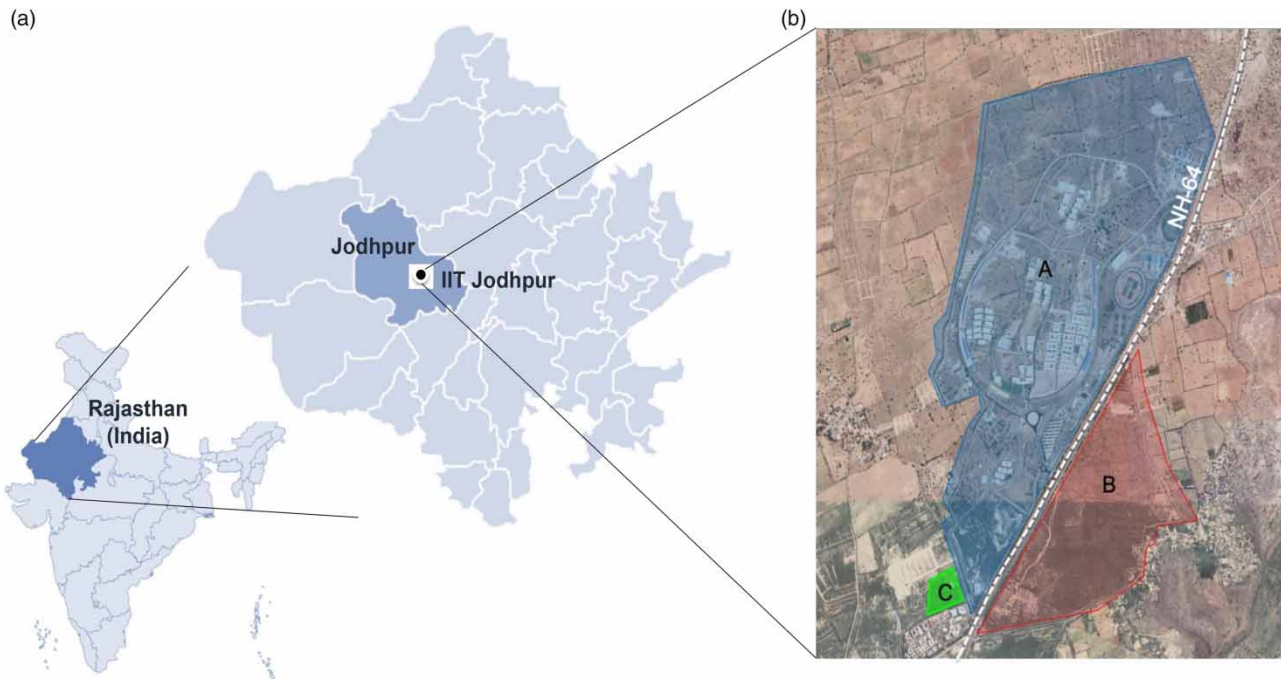 (a)
(b)
Jodhpur
IIT Jodhpur
Rajasthan
(India)
NH-64
A
B
C